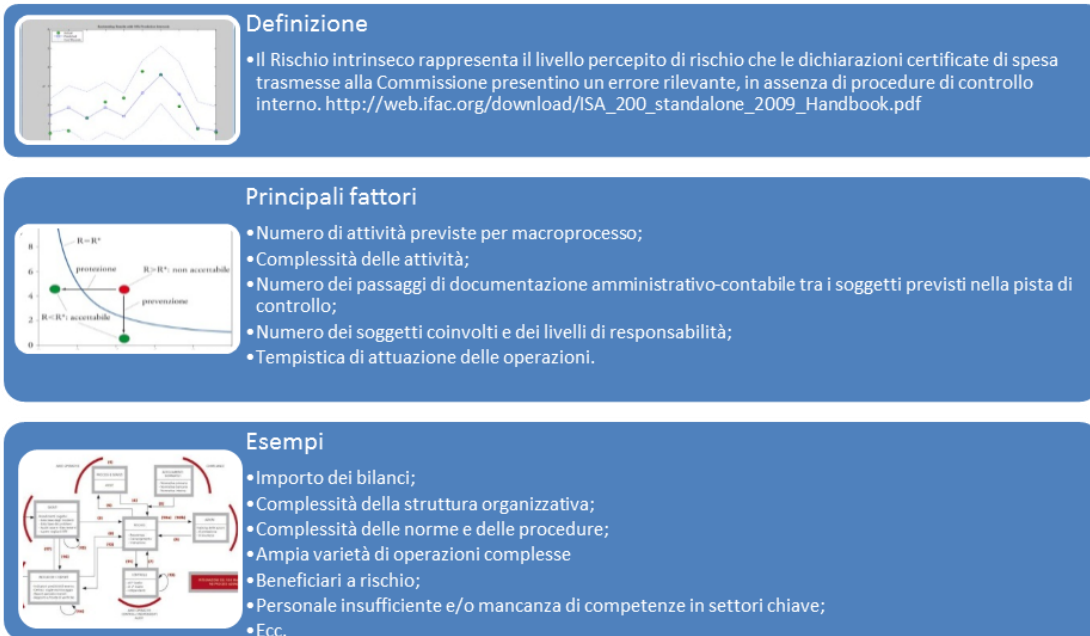 Definizione
•Il Rischio intrinseco rappresenta il livello percepito di rischio che le dichiarazioni certificate di spesa
trasmesse alla Commissione presentino un errore rilevante, in assenza di procedure di controllo
interno. http://web.ifac.org/download/ISA_200_standalone_2009_Handbook.pdf
Principali fattori
•Numero di attività previste per macroprocesso;
•Complessità delle attività;
•Numero dei passaggi di documentazione amministrativo-contabile tra i soggetti previsti nella pista di
controllo;
•Numero dei soggetti coinvolti e dei livelli di responsabilità;
•Tempistica di attuazione delle operazioni.
8
6
4
2
0
R=R*
protezione
R>R*: non accettabile
prevenzione
R<R*: accettabile
Esempi
•Importo dei bilanci;
•Complessità della struttura organizzativa;
•Complessità delle norme e delle procedure;
•Ampia varietà di operazioni complesse
•Beneficiari a rischio;
•Personale insufficiente e/o mancanza di competenze in settori chiave;
•Ecc.